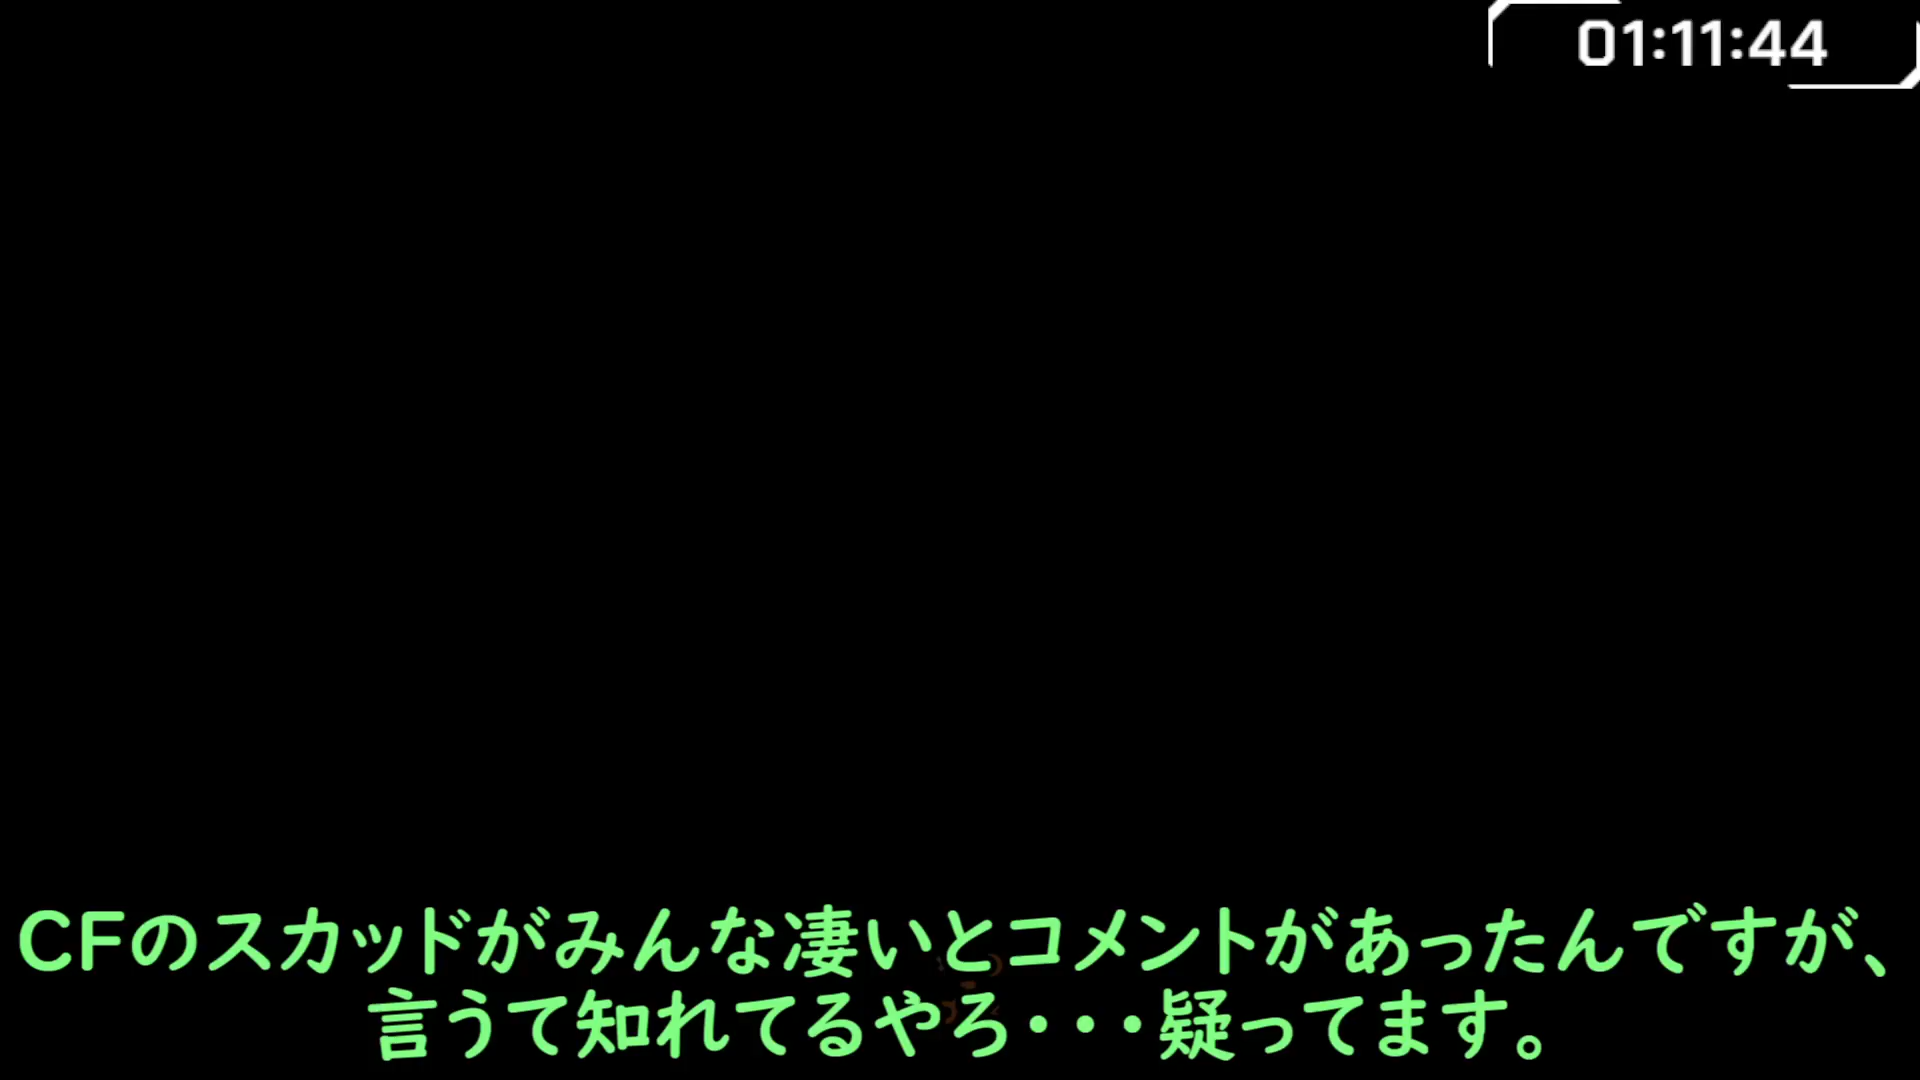 01:11:44
CFのスカッドがみんな凄いとコメントがあったんですが、
言うて知れてるやろ・・・疑ってます。